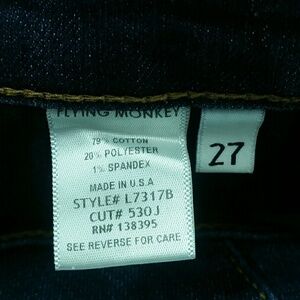 FLYING MONKEY
79% COTTON
20% POLYESTER
1% SPANDEX
MADE IN U.S.A
STYLE# L7317B
CUT# 530J
RN# 138395
SEE REVERSE FOR CARE
27